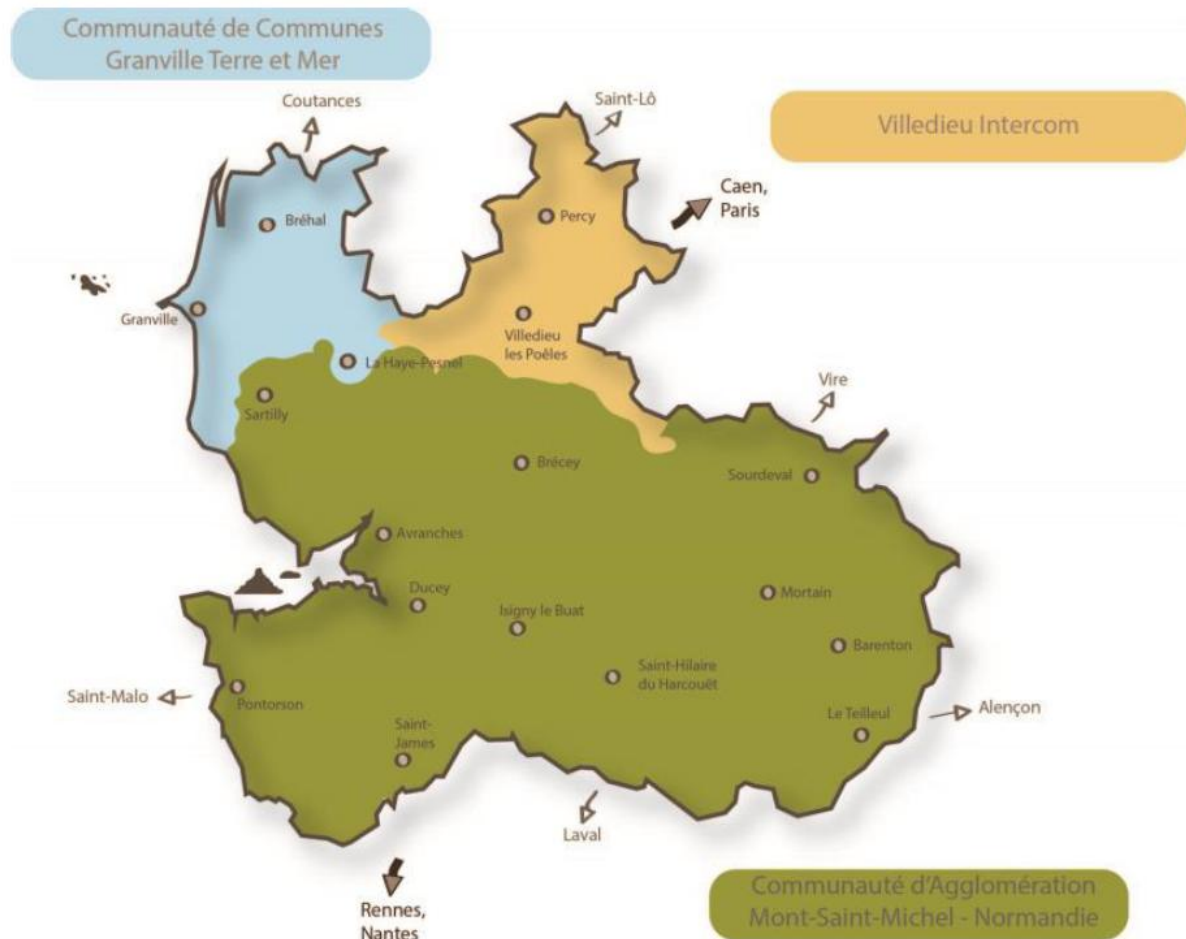 Communauté de Communes
Granville Terre et Mer
Coutances
Saint-Lô
Villedieu Intercom
Caen,
Paris
Bréhal
Percy
Granville
Villedieu
les Poêles
La Haye-Pesnel
Vire
Sartilly
Brécey
Sourdeval
Avranches
Ducey
Isigny le Buat
Mortain
Barenton
Saint-Hilaire
du Harcouët
Saint-Malo
Pontorson
Le Teilleul
Alençon
Saint-
James
Laval
Rennes,
Nantes
Communauté d'Agglomération
Mont-Saint-Michel - Normandie